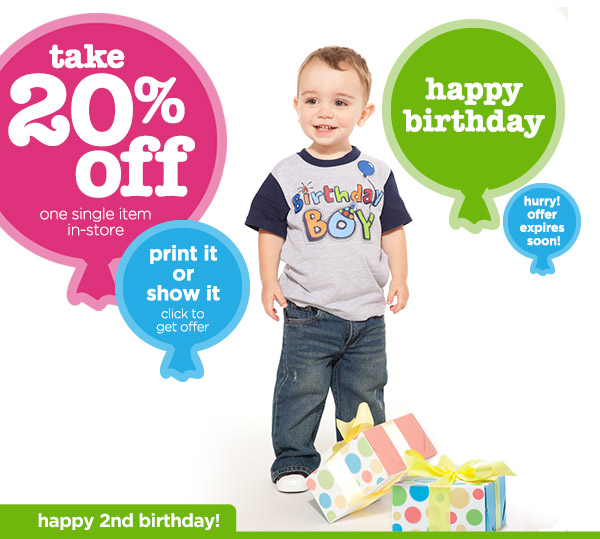 take
20%
off
one single item
in-store
print it
or
show it
click to
get offer
happy
birthday
hurry!
offer
expires
soon!
Birthday
BOY
happy 2nd birthday!